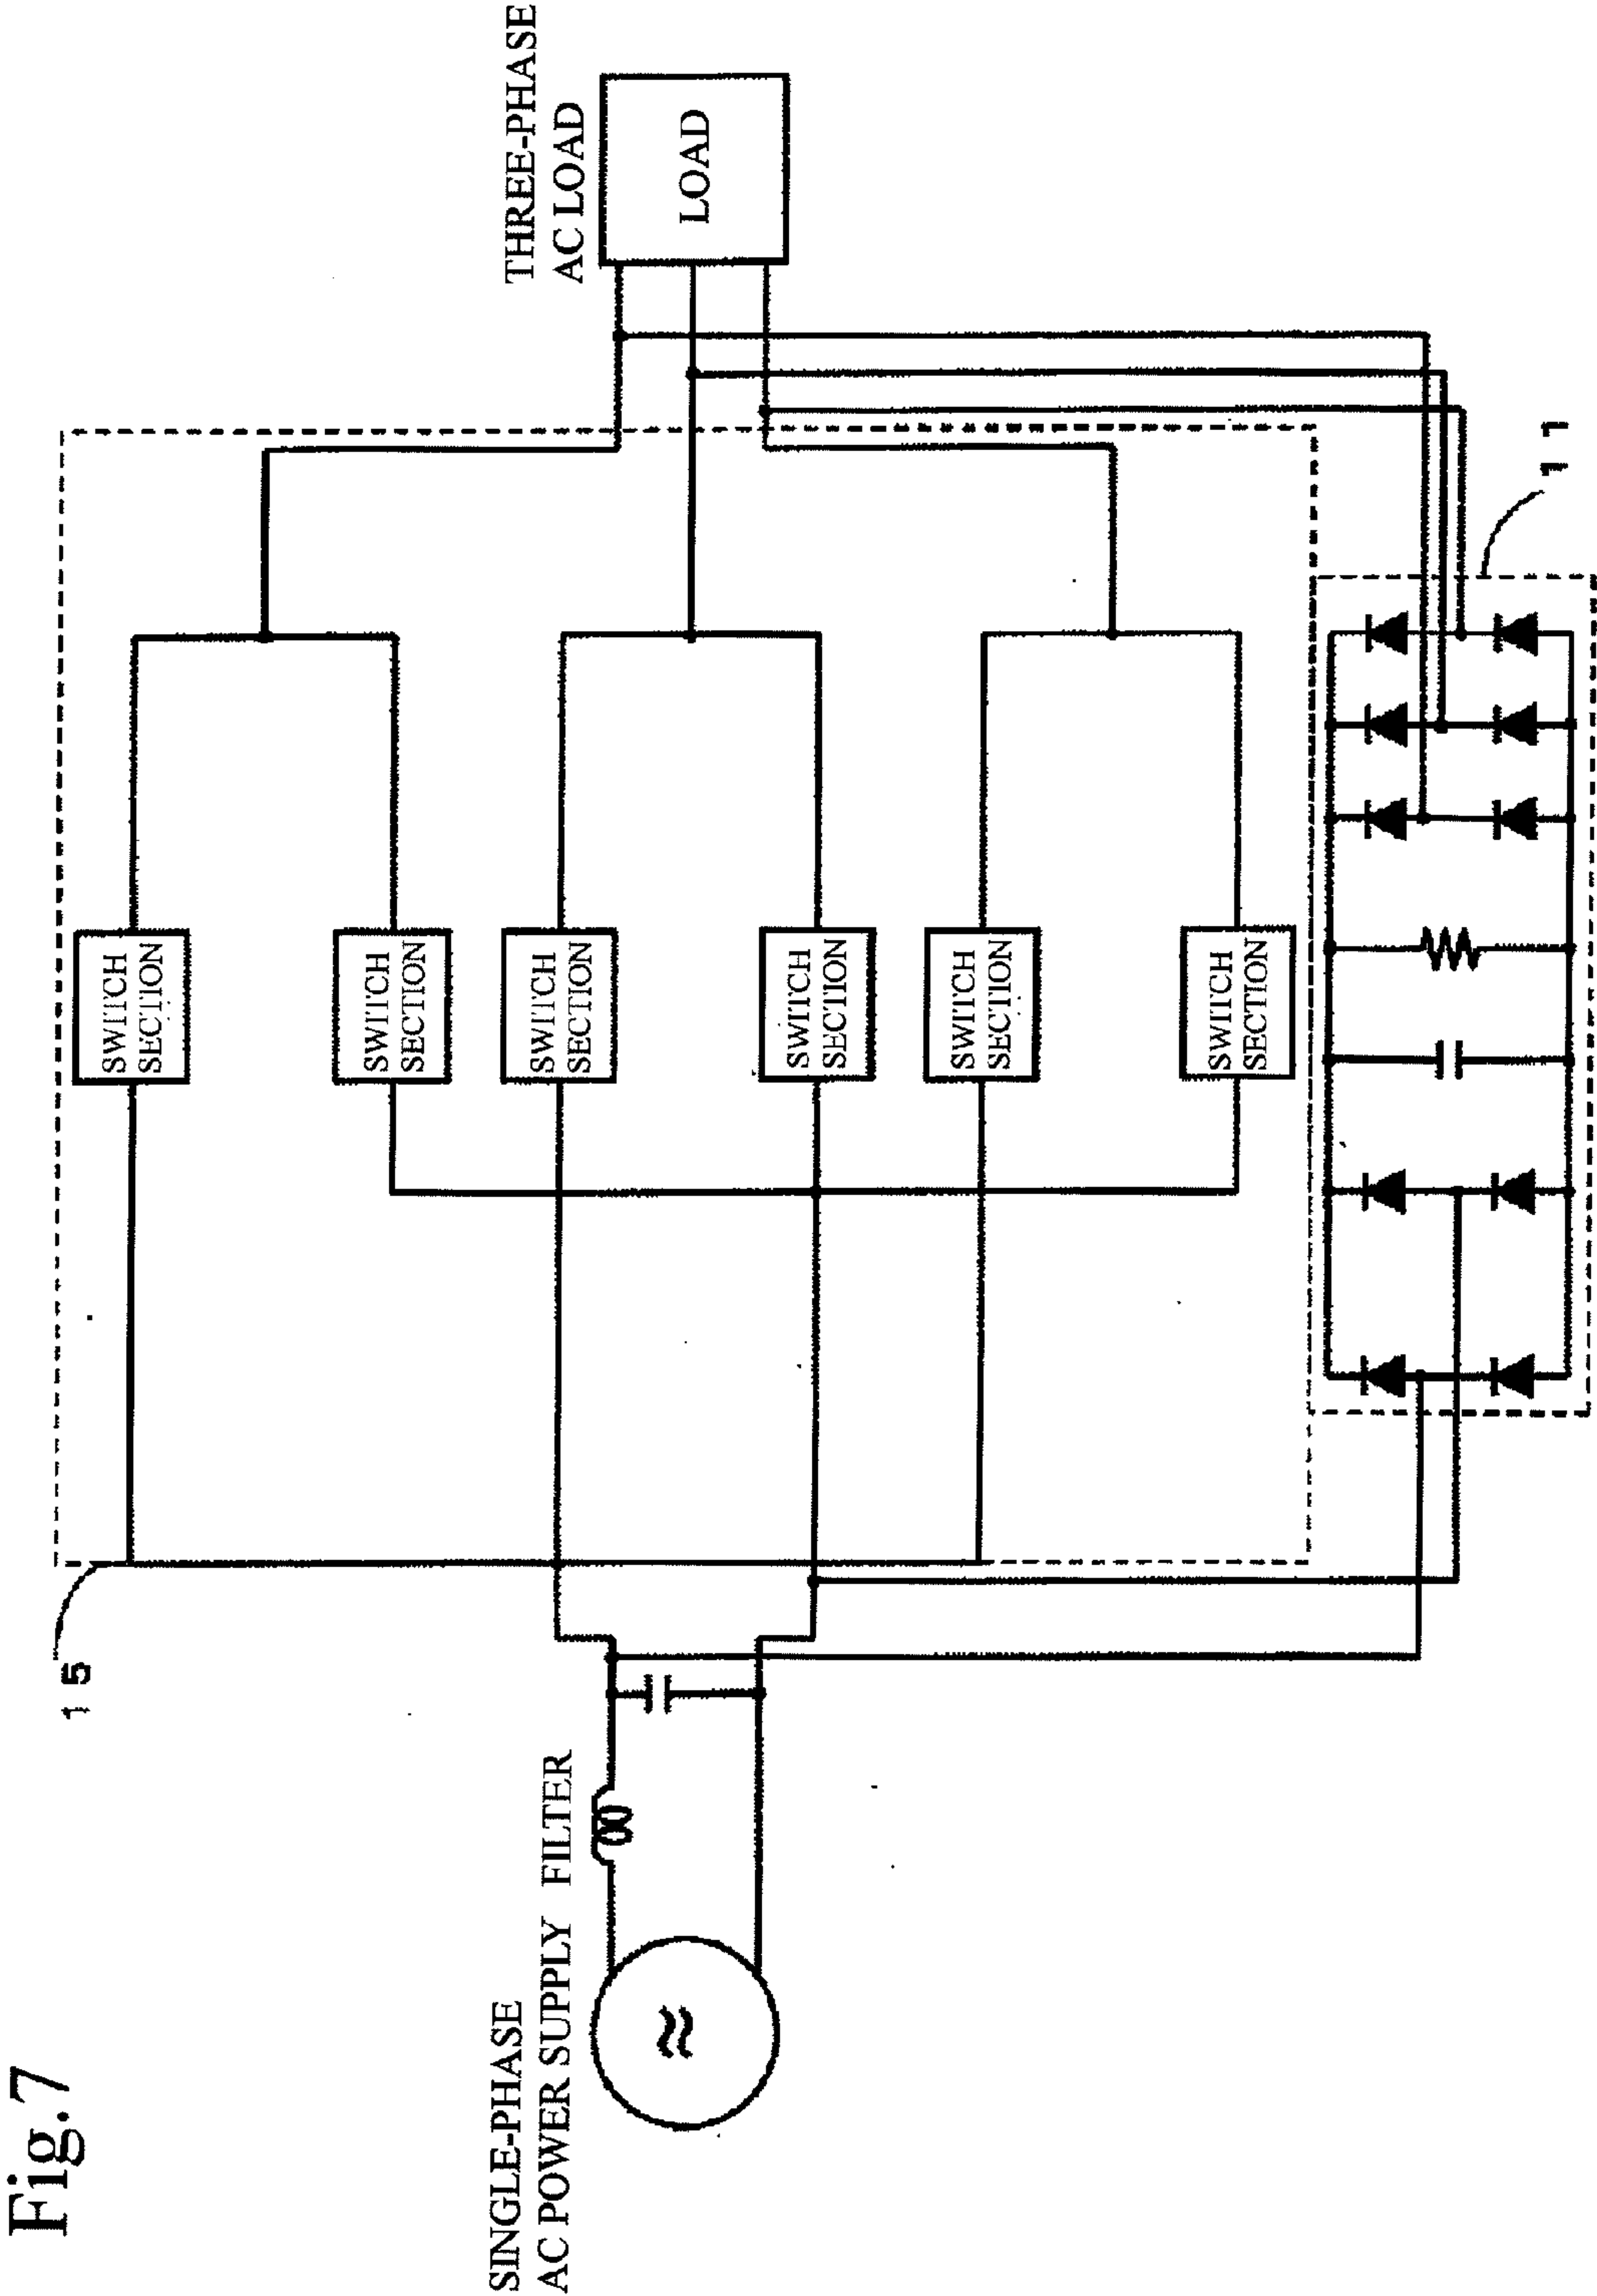 Fig.7
SINGLE-PHASE
AC POWER SUPPLY
FILTER
15
SWITCH
SECTION
SWITCH
SECTION
SWITCH
SECTION
SWITCH
SECTION
SWITCH
SECTION
SWITCH
SECTION
THREE-PHASE
AC LOAD
LOAD
11